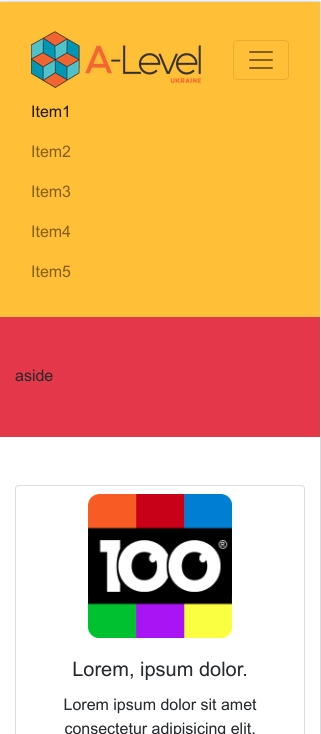 A-Level
UKRAINE
Item1
Item2
Item3
Item4
Item5
aside
100®
Lorem, ipsum dolor.
Lorem ipsum dolor sit amet
consectetur adipisicing elit.